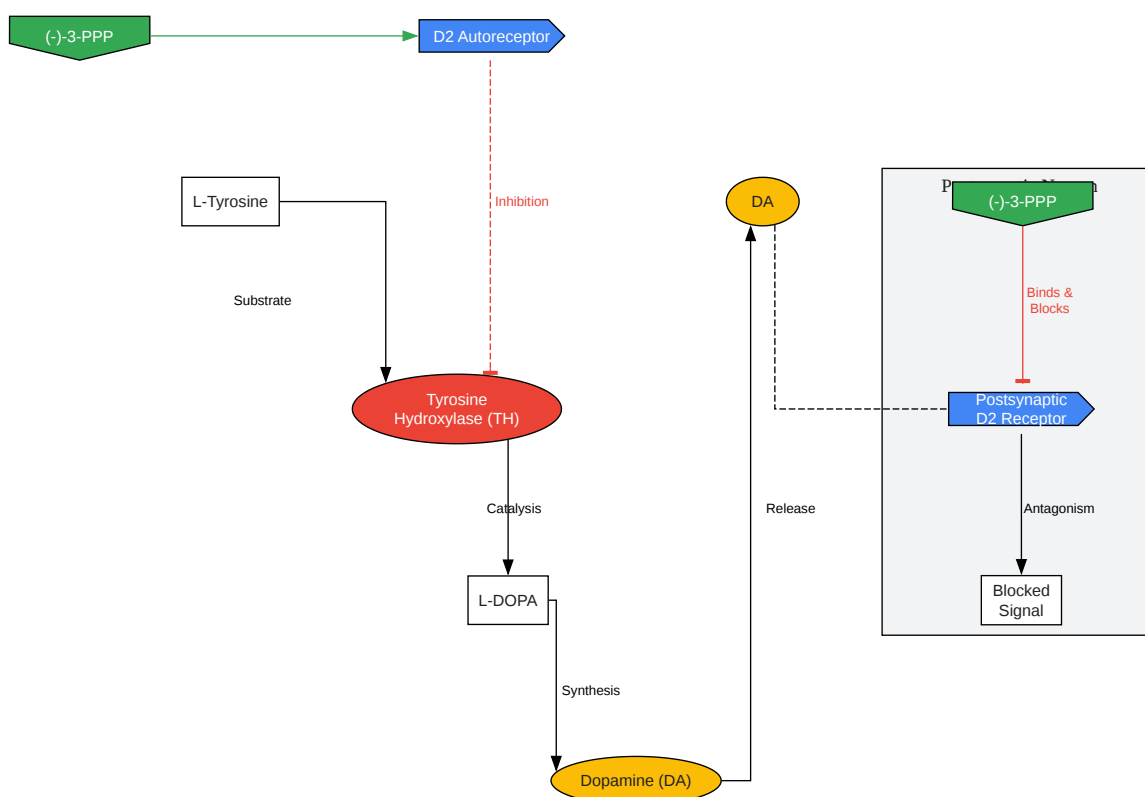 (-)-3-PPP
D2 Autoreceptor
L-Tyrosine
Inhibition
DA
(-)-3-PPP
Substrate
Binds &
Blocks
Tyrosine
Hydroxylase (TH)
Postsynaptic
D2 Receptor
Catalysis
Release
Antagonism
L-DOPA
Blocked
Signal
Synthesis
Dopamine (DA)